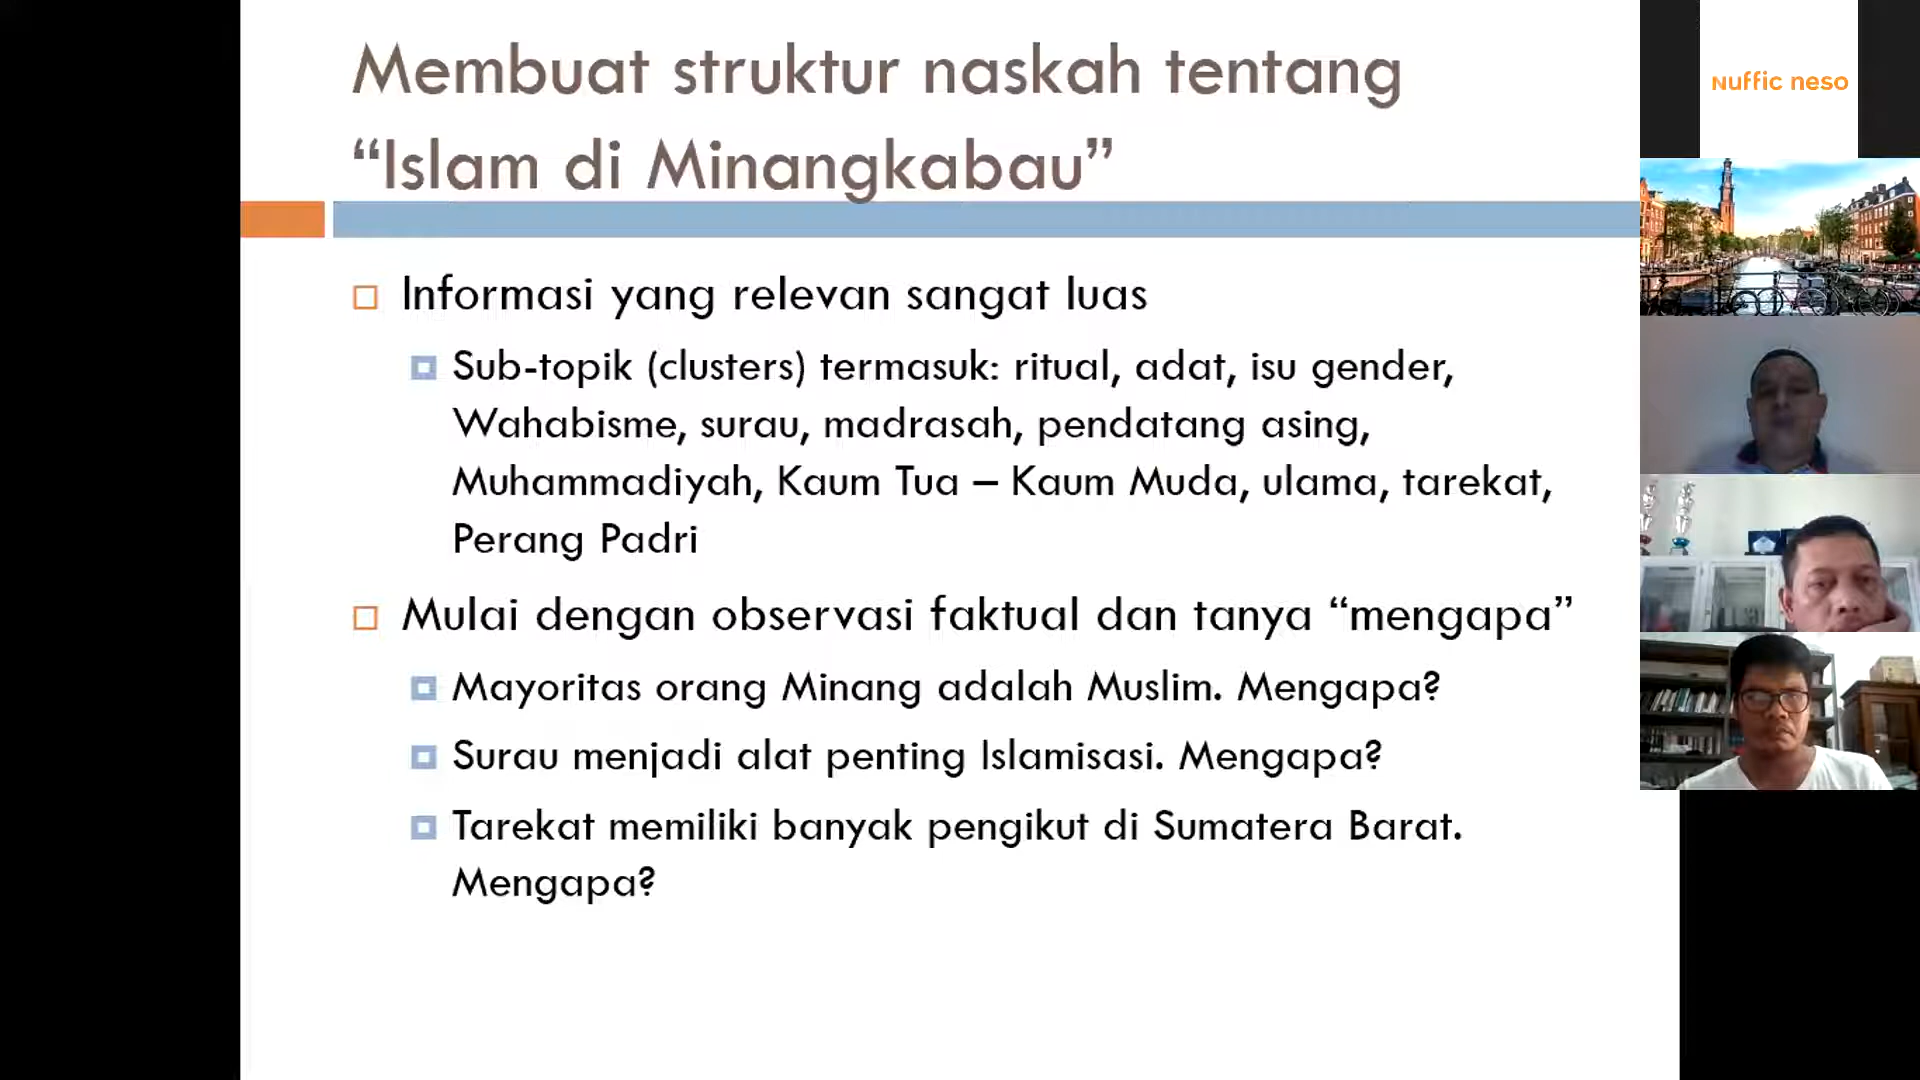 Membuat struktur naskah tentang
“Islam di Minangkabau”
Informasi yang relevan sangat luas
Sub-topik (clusters) termasuk: ritual, adat, isu gender,
Wahabisme, surau, madrasah, pendatang asing,
Muhammadiyah, Kaum Tua – Kaum Muda, ulama, tarekat,
Perang Padri
Mulai dengan observasi faktual dan tanya “mengapa”
Mayoritas orang Minang adalah Muslim. Mengapa?
Surau menjadi alat penting Islamisasi. Mengapa?
Tarekat memiliki banyak pengikut di Sumatera Barat.
Mengapa?
Nuffic neso